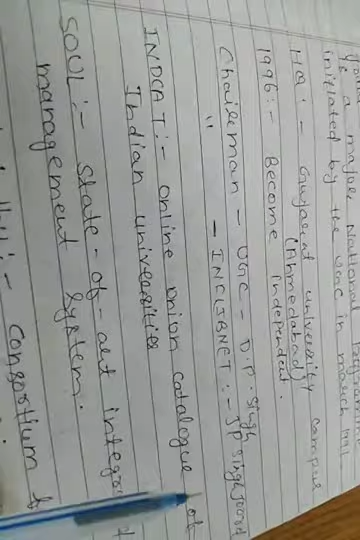 is a major National Programme
initiated by the UGC in march 1991
HQ:- Gujarat university campus
(Ahmedabad)
1996:- Become independent.
Chairman - UGC - D.P. Singh
" - INFLIBNET:- JP Singh
INDCAT:- online union catalogue of
Indian universities
SOUL:- State-of-art
management system.
:- Consortium